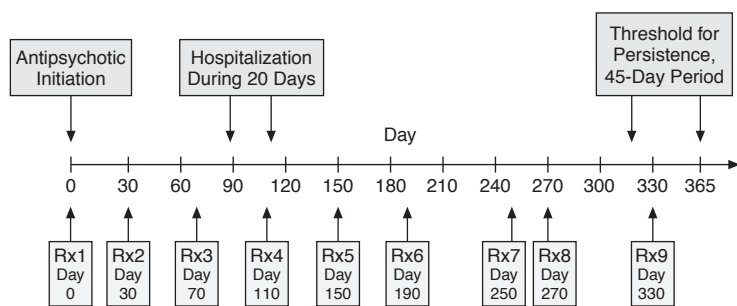 Antipsychotic
Initiation
Hospitalization
During 20 Days
Threshold for
Persistence,
45-Day Period
Day
0 30 60 90 120 150 180 210 240 270 300 330 365
Rx1
Day
0
Rx2
Day
30
Rx3
Day
70
Rx4
Day
110
Rx5
Day
150
Rx6
Day
190
Rx7
Day
250
Rx8
Day
270
Rx9
Day
330